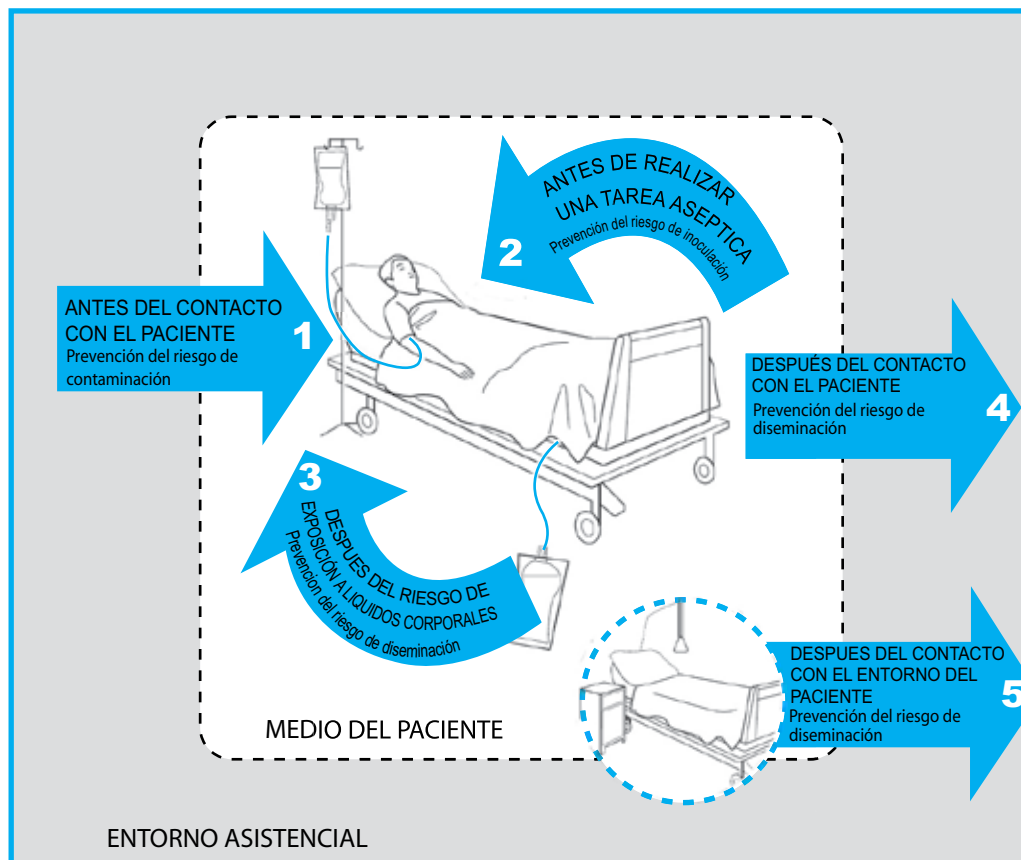 ANTES DEL CONTACTO
CON EL PACIENTE
Prevención del riesgo de
contaminación
1
ANTES DE REALIZAR
UNA TAREA ASEPTICA
Prevención del riesgo de inoculación
2
3
DESPUES DEL RIESGO DE
EXPOSICIÓN A LIQUIDOS CORPORALES
Prevencion del riesgo de diseminación
DESPUÉS DEL CONTACTO
CON EL PACIENTE
Prevención del riesgo de
diseminación
4
DESPUES DEL CONTACTO
CON EL ENTORNO DEL
PACIENTE
Prevención del riesgo de
diseminación
5
MEDIO DEL PACIENTE
ENTORNO ASISTENCIAL